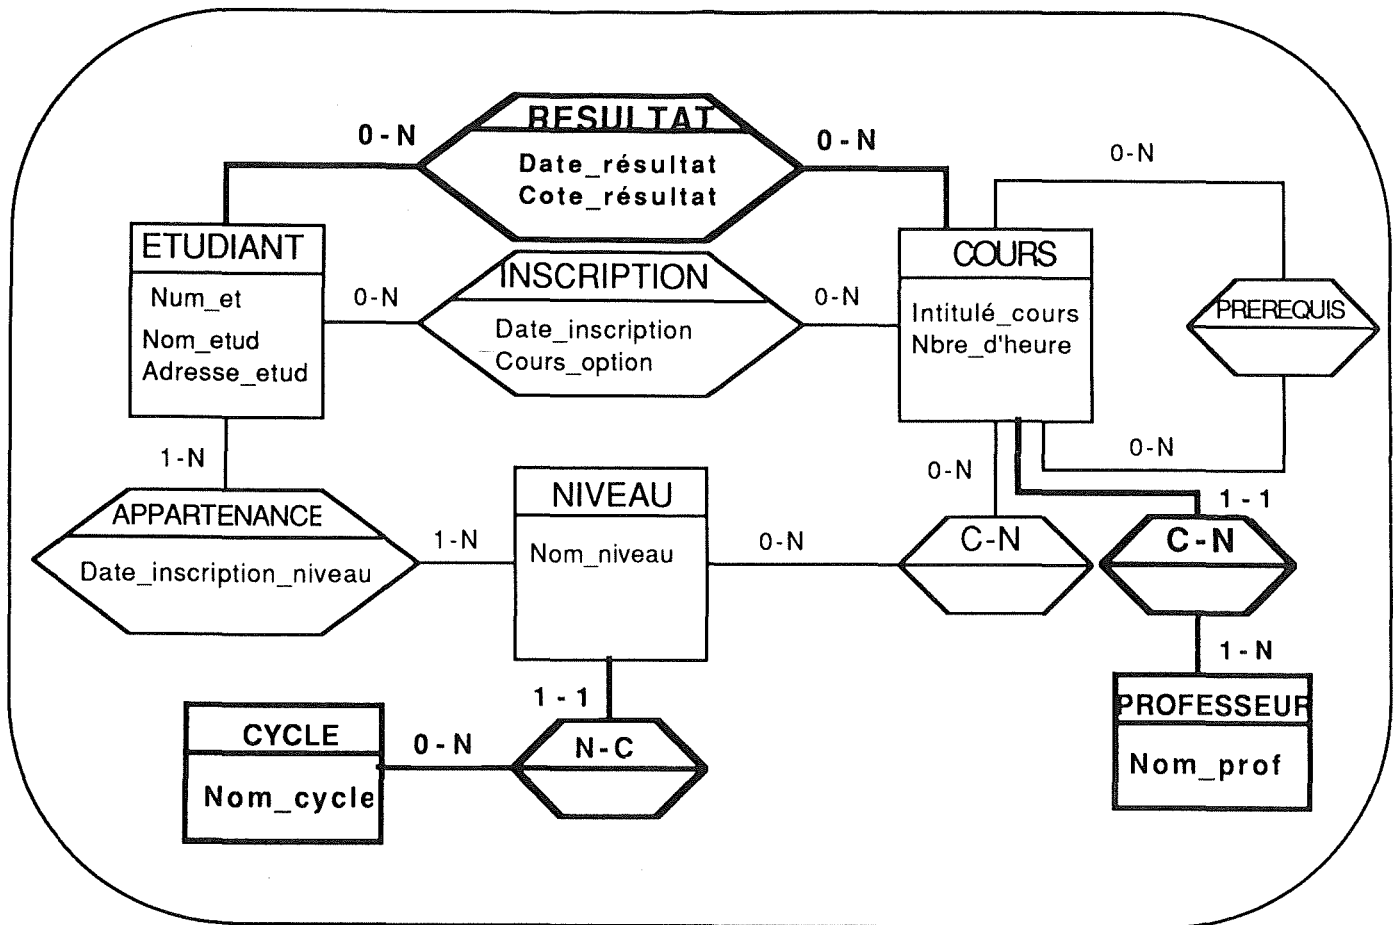 RESULTAT
0-N
0-N
Date_résultat
Cote_résultat
0-N
ETUDIANT
Num_et
Nom_etud
Adresse_etud
INSCRIPTION
0-N
0-N
Date_inscription
Cours_option
COURS
Intitulé_cours
Nbre_d'heure
PREREQUIS
0-N
0-N
1-N
APPARTENANCE
Date_inscription_niveau
1-N
NIVEAU
Nom_niveau
0-N
C-N
1-1
C-N
1-N
PROFESSEUR
Nom_prof
1-1
N-C
0-N
CYCLE
Nom_cycle